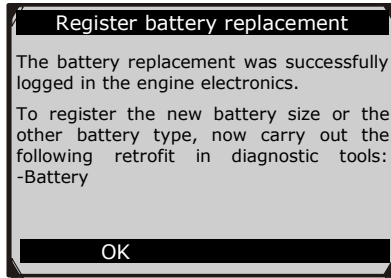 Register battery replacement
The battery replacement was successfully
logged in the engine electronics.
To register the new battery size or the
other battery type, now carry out the
following retrofit in diagnostic tools:
-Battery
OK